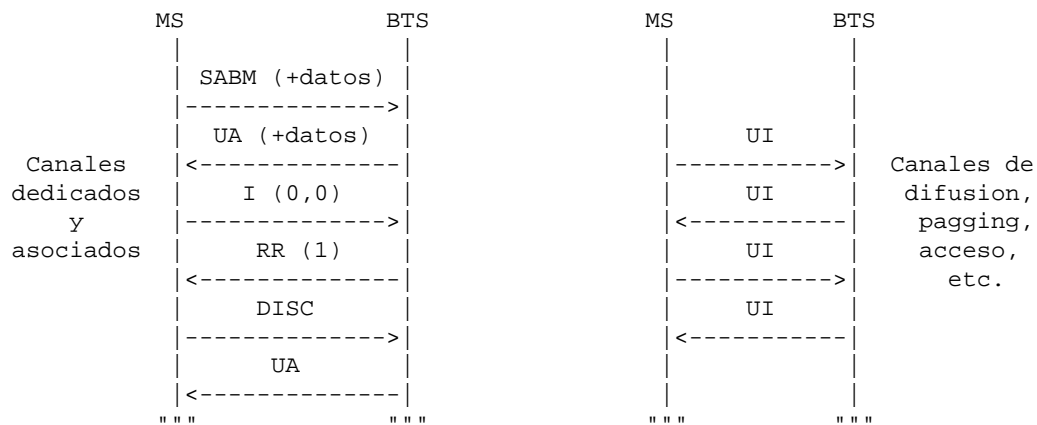 MS BTS MS BTS
SABM (+datos)
UA (+datos) UI
Canales Canales de
dedicados I (0,0) UI difusion,
y pagging,
asociados RR (1) UI acceso,
etc.
DISC UI
UA
""" """ """ """